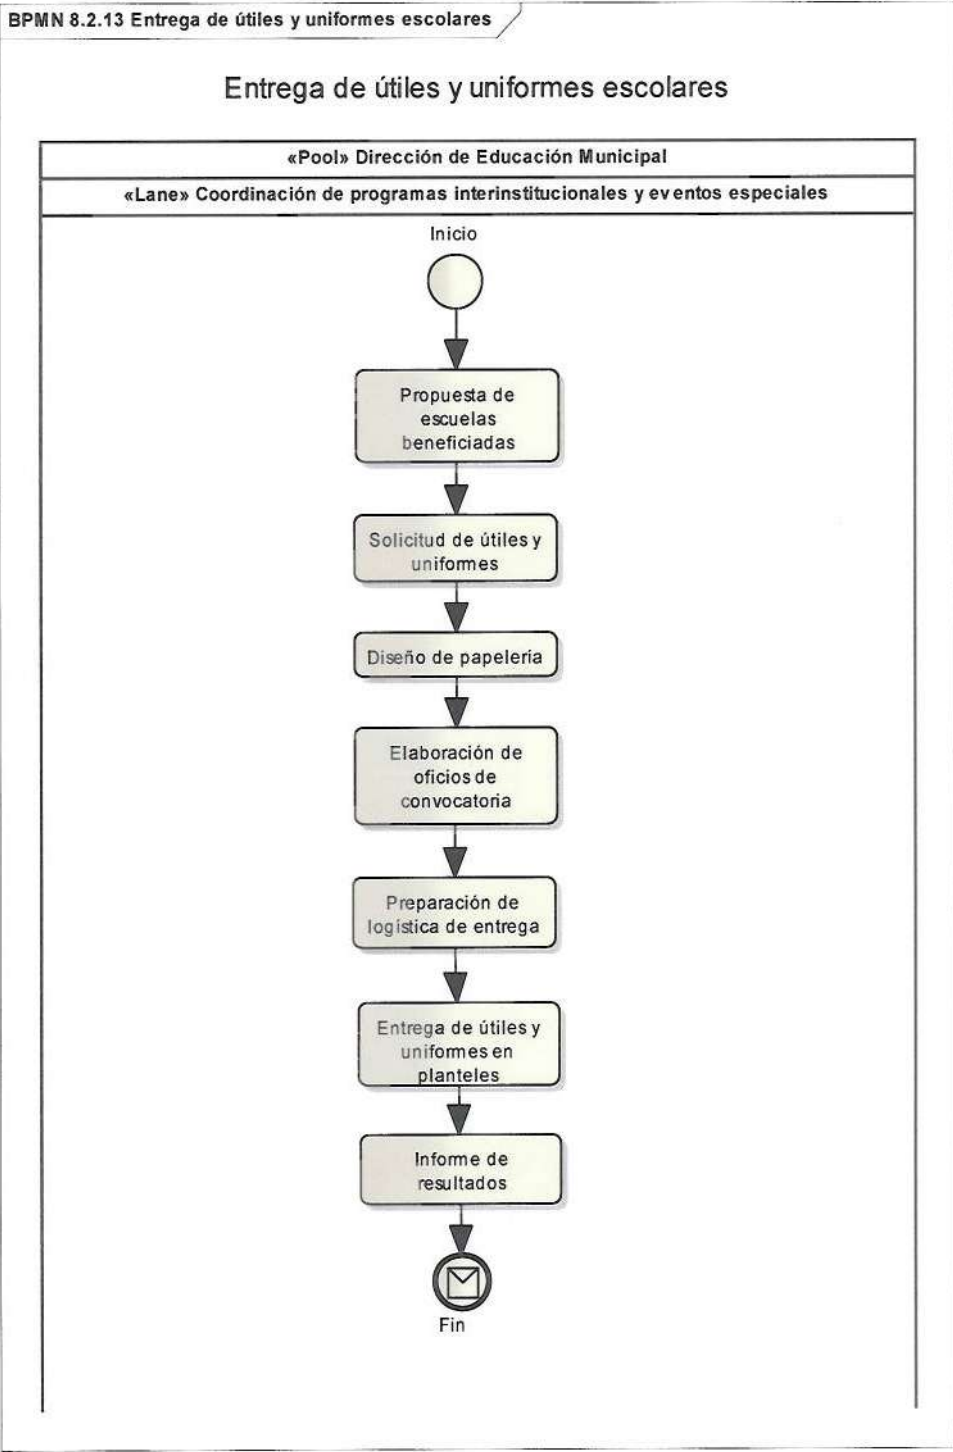 BPMN 8.2.13 Entrega de útiles y uniformes escolares
Entrega de útiles y uniformes escolares
«Pool» Dirección de Educación Municipal
«Lane» Coordinación de programas interinstitucionales y eventos especiales
Inicio
Propuesta de
escuelas
beneficiadas
Solicitud de útiles y
uniformes
Diseño de papelería
Elaboración de
oficios de
convocatoria
Preparación de
logística de entrega
Entrega de útiles y
uniformes en
planteles
Informe de
resultados
Fin